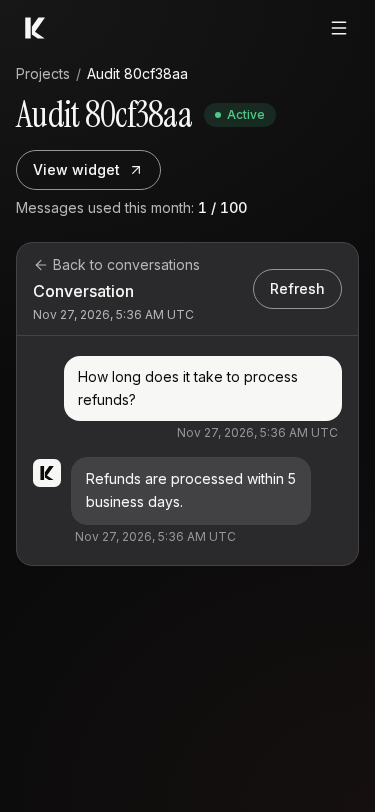 K
Projects / Audit 80cf38aa
Audit 80cf38aa
Active
View widget
Messages used this month: 1 / 100
Back to conversations
Conversation
Nov 27, 2026, 5:36 AM UTC
Refresh
How long does it take to process
refunds?
Nov 27, 2026, 5:36 AM UTC
K
Refunds are processed within 5
business days.
Nov 27, 2026, 5:36 AM UTC